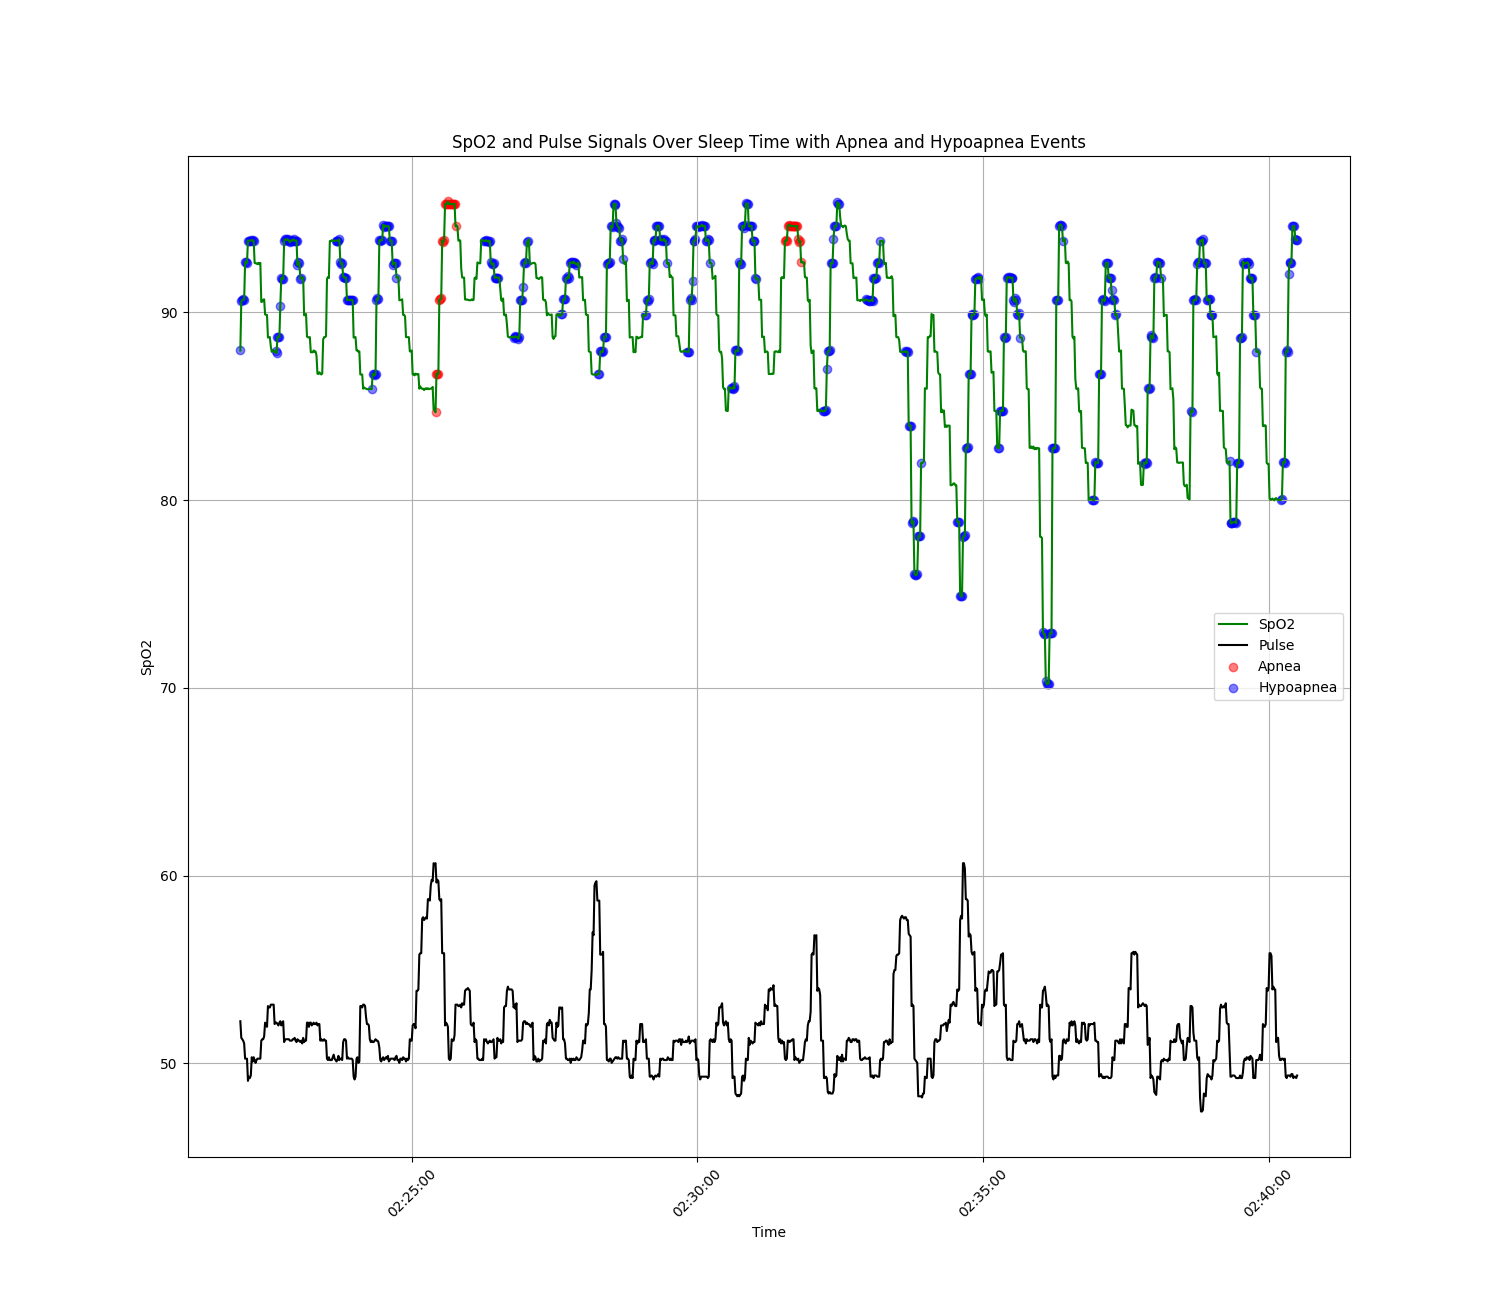 SpO2 and Pulse Signals Over Sleep Time with Apnea and Hypoapnea Events
90
80
70
60
50
SpO2
SpO2
Pulse
Apnea
Hypoapnea
02:25:00
02:30:00
02:35:00
02:40:00
Time